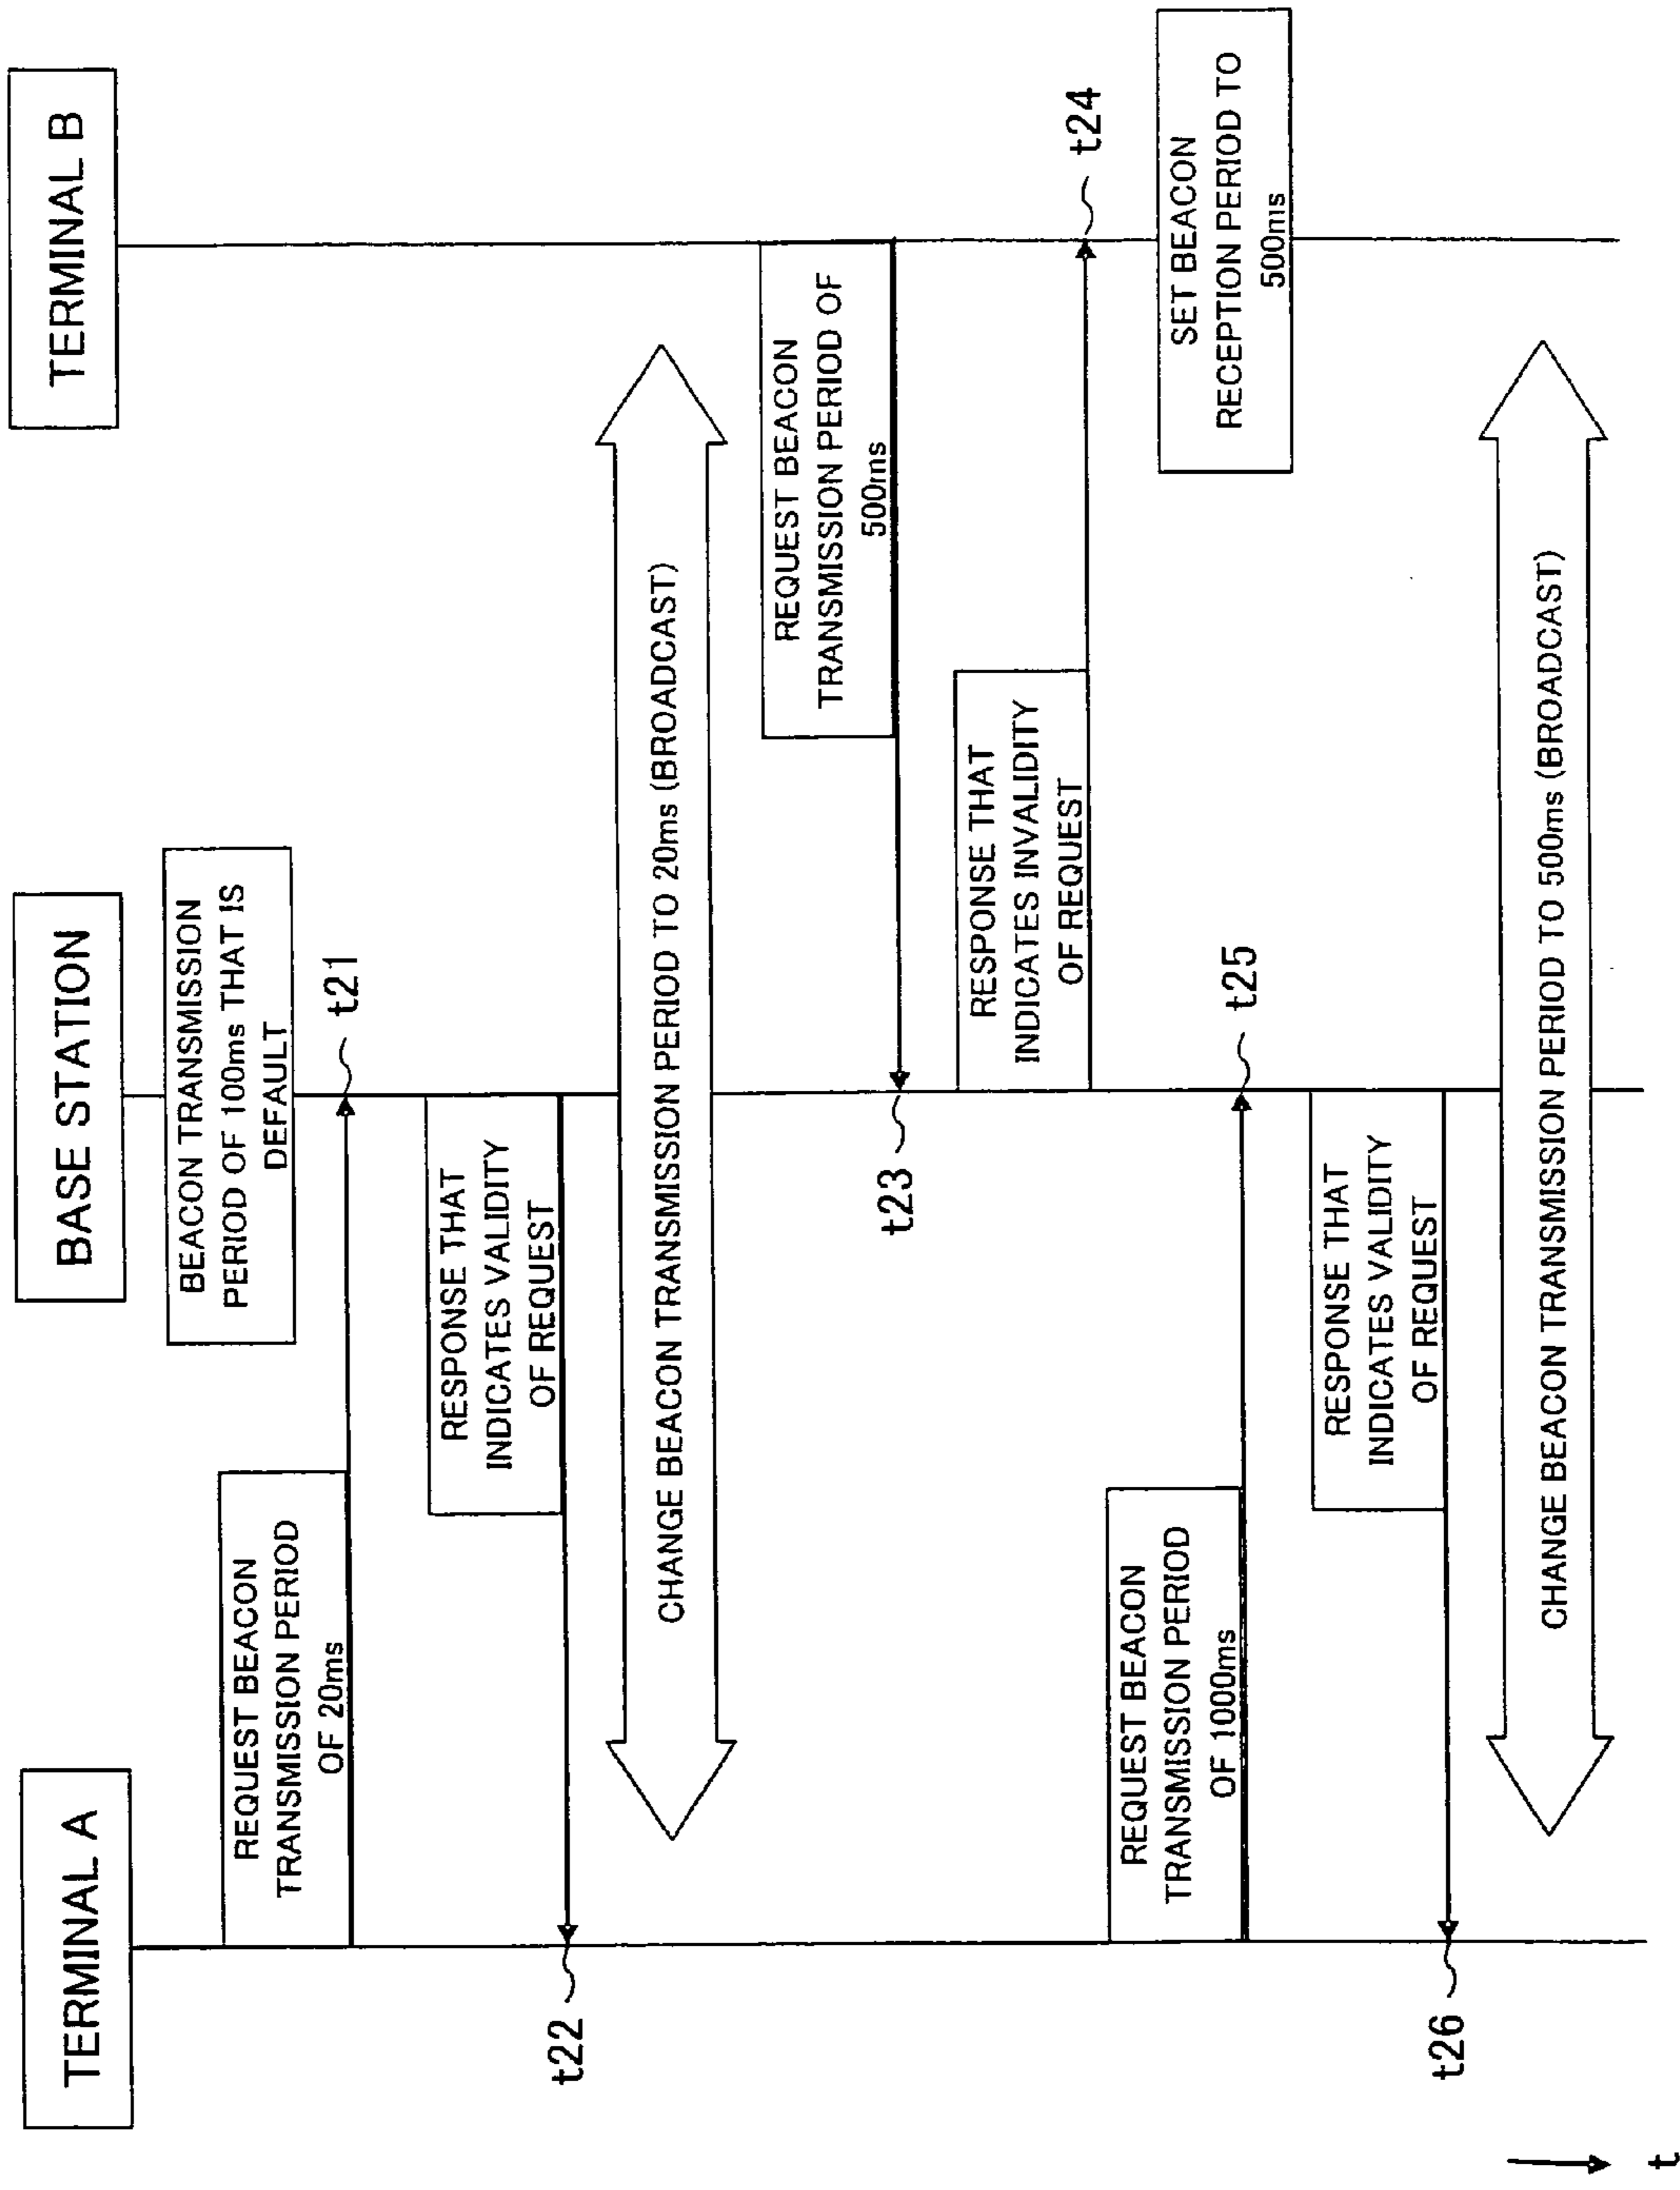 TERMINAL A
BASE STATION
TERMINAL B
BEACON TRANSMISSION
PERIOD OF 100ms THAT IS
DEFAULT
REQUEST BEACON
TRANSMISSION PERIOD
OF 20ms
t21
RESPONSE THAT
INDICATES VALIDITY
OF REQUEST
t22
CHANGE BEACON TRANSMISSION PERIOD TO 20ms (BROADCAST)
REQUEST BEACON
TRANSMISSION PERIOD OF
500ms
t23
RESPONSE THAT
INDICATES INVALIDITY
OF REQUEST
t24
REQUEST BEACON
TRANSMISSION PERIOD
OF 1000ms
t25
SET BEACON
RECEPTION PERIOD TO
500ms
RESPONSE THAT
INDICATES VALIDITY
OF REQUEST
t26
CHANGE BEACON TRANSMISSION PERIOD TO 500ms (BROADCAST)
t